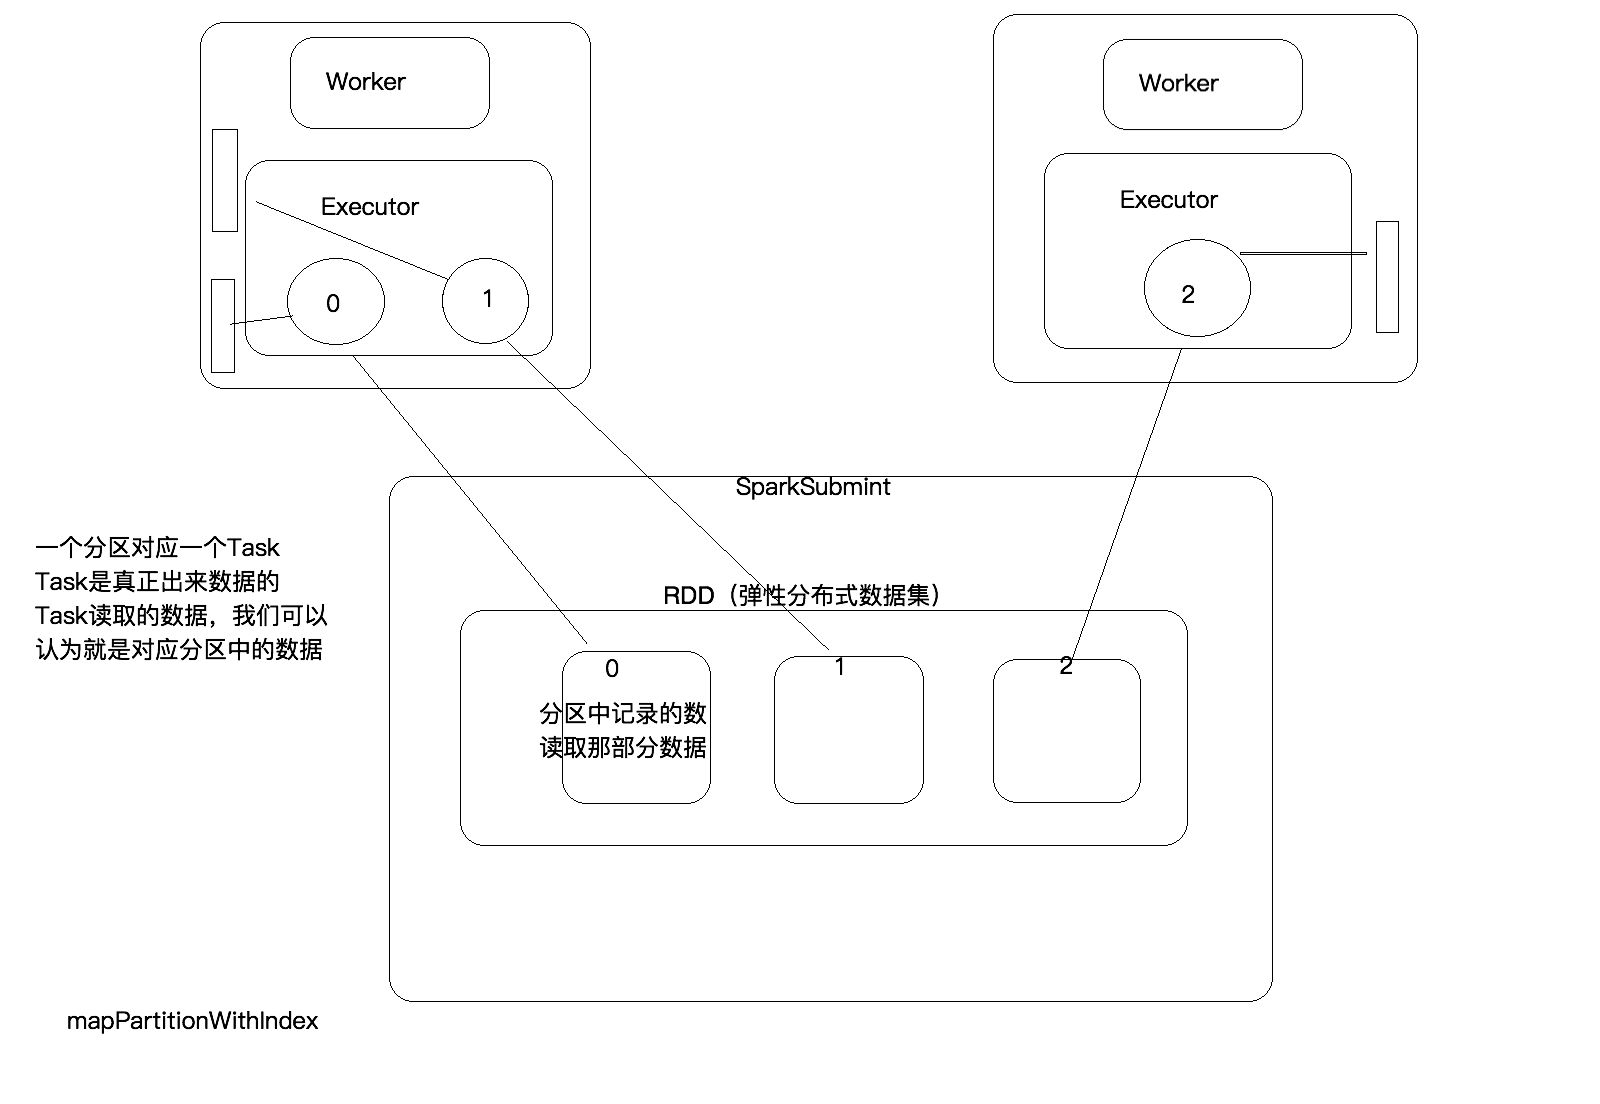 Worker
Worker
Executor
Executor
0
1
2
SparkSubmint
一个分区对应一个Task
Task是真正出来数据的
Task读取的数据，我们可以
认为就是对应分区中的数据
RDD（弹性分布式数据集）
0
1
2
分区中记录的数
读取那部分数据
mapPartitionWithIndex